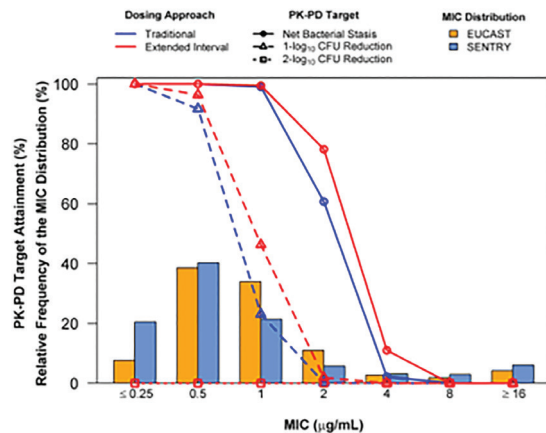 Dosing Approach PK-PD Target MIC Distribution
Traditional Net Bacterial Stasis EUCAST
Extended Interval 1-log₁₀ CFU Reduction SENTRY
2-log₁₀ CFU Reduction
PK-PD Target Attainment (%)
Relative Frequency of the MIC Distribution (%)
100
80
60
40
20
0
≤0.25 0.5 1 2 4 8 ≥16
MIC (μg/mL)